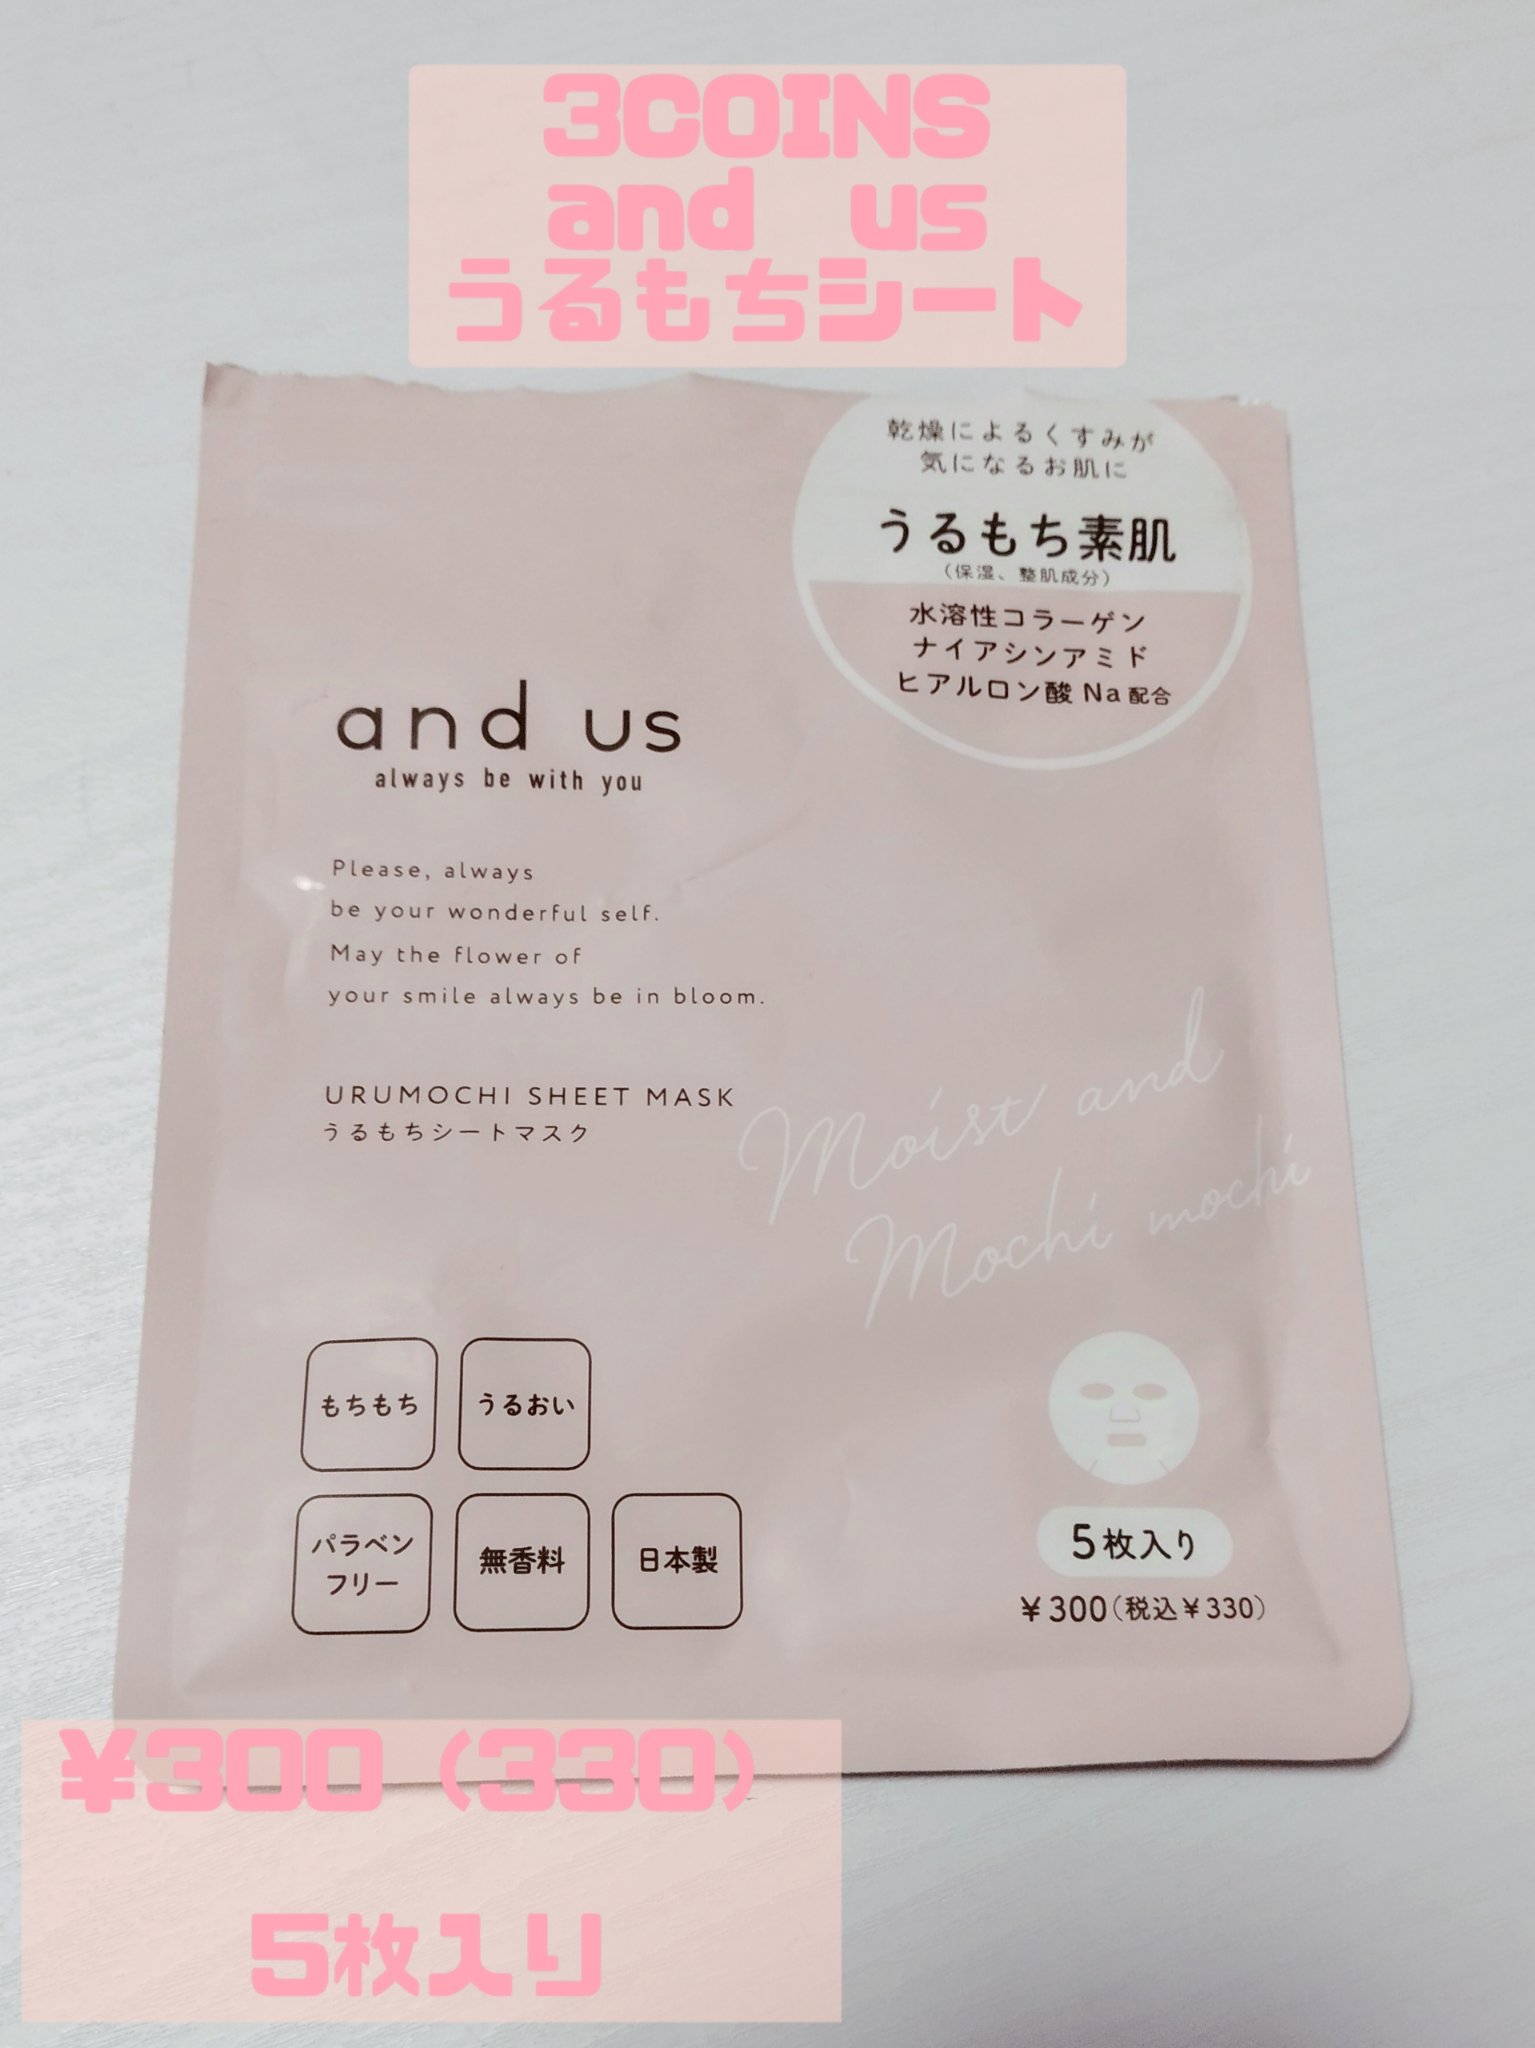 3COINS
and us
うるもちシート
乾燥によるくすみが
気になるお肌に
うるもち素肌
(保湿、整肌成分)
水溶性コラーゲン
ナイアシンアミド
ヒアルロン酸 Na 配合
and us
always be with you
Please, always
be your wonderful self.
May the flower of
your smile always be in bloom.
URUMOCHI SHEET MASK
うるもちシートマスク
Moist and
Mochi mochi
もちもち
うるおい
パラベン
フリー
無香料
日本製
5枚入り
¥300(税込¥330)
¥300(330)
5枚入り